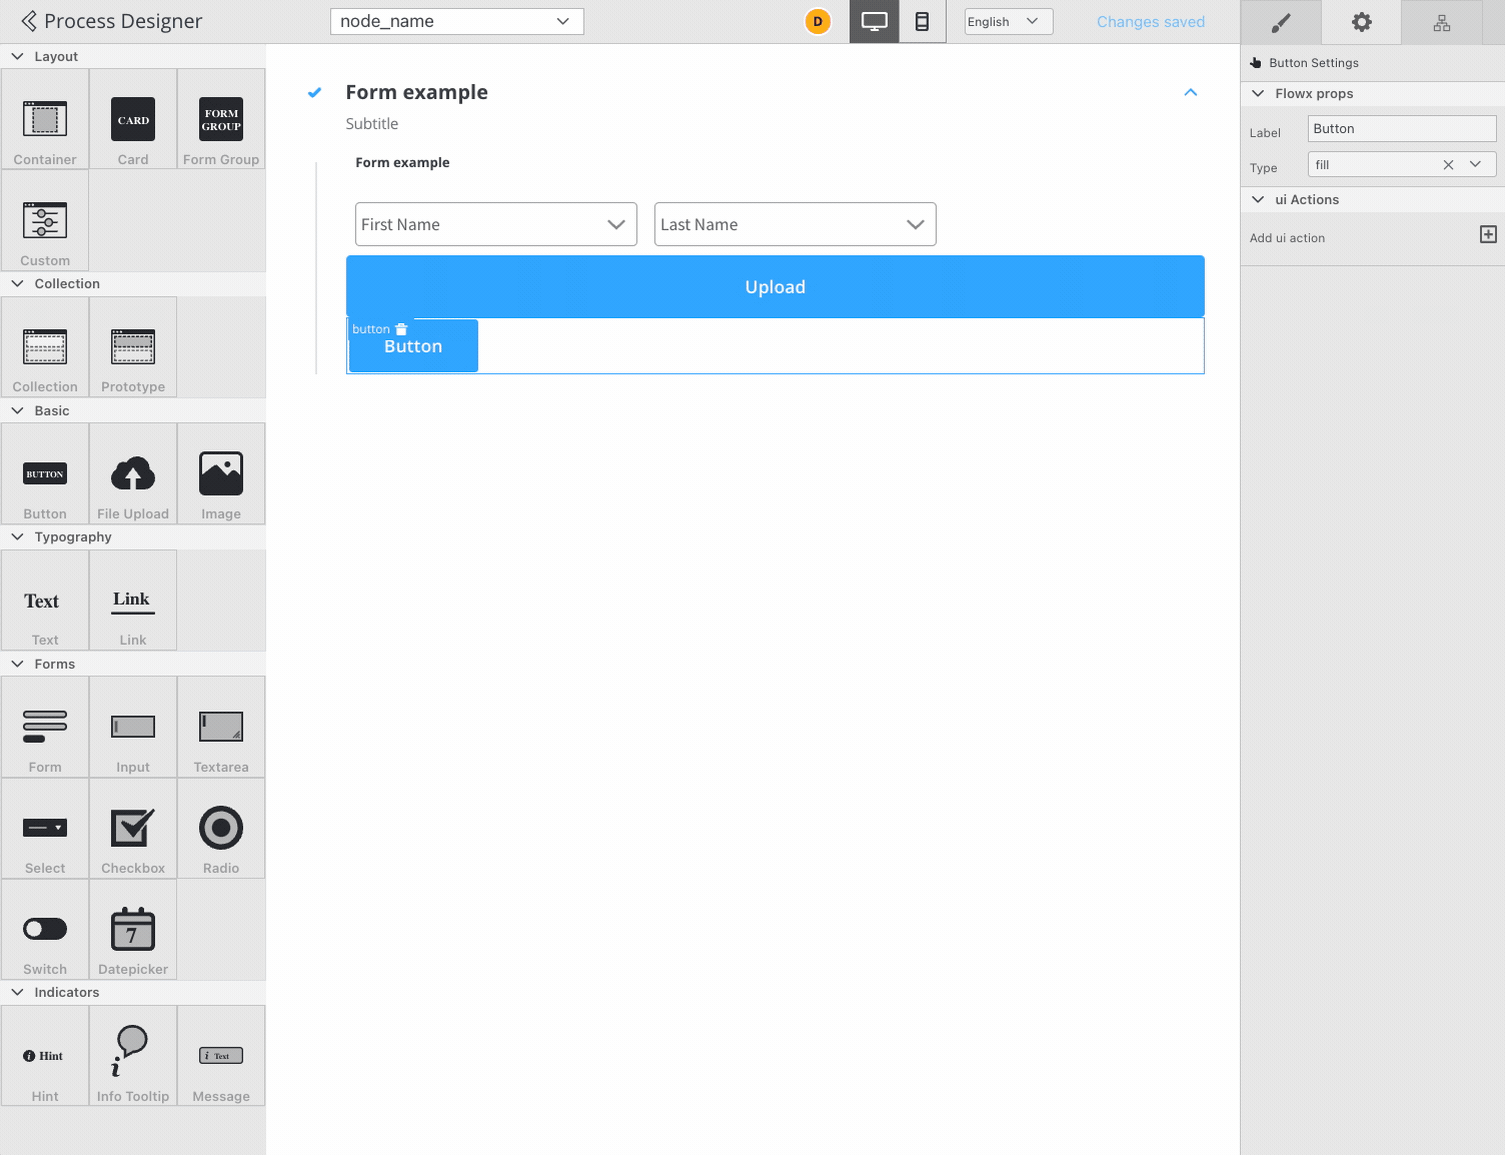 Process Designer
node_name
D
English
Changes saved
Layout
CARD
FORM
GROUP
Container
Card
Form Group
Custom
Collection
Collection
Prototype
Basic
BUTTON
Button
File Upload
Image
Typography
Text
Link
Text
Link
Forms
Form
Input
Textarea
Select
Checkbox
Radio
7
Switch
Datepicker
Indicators
Hint
i
i Text
Hint
Info Tooltip
Message
Form example
Subtitle
Form example
First Name
Last Name
Upload
button
Button
Button Settings
Flowx props
Label
Button
Type
fill
ui Actions
Add ui action